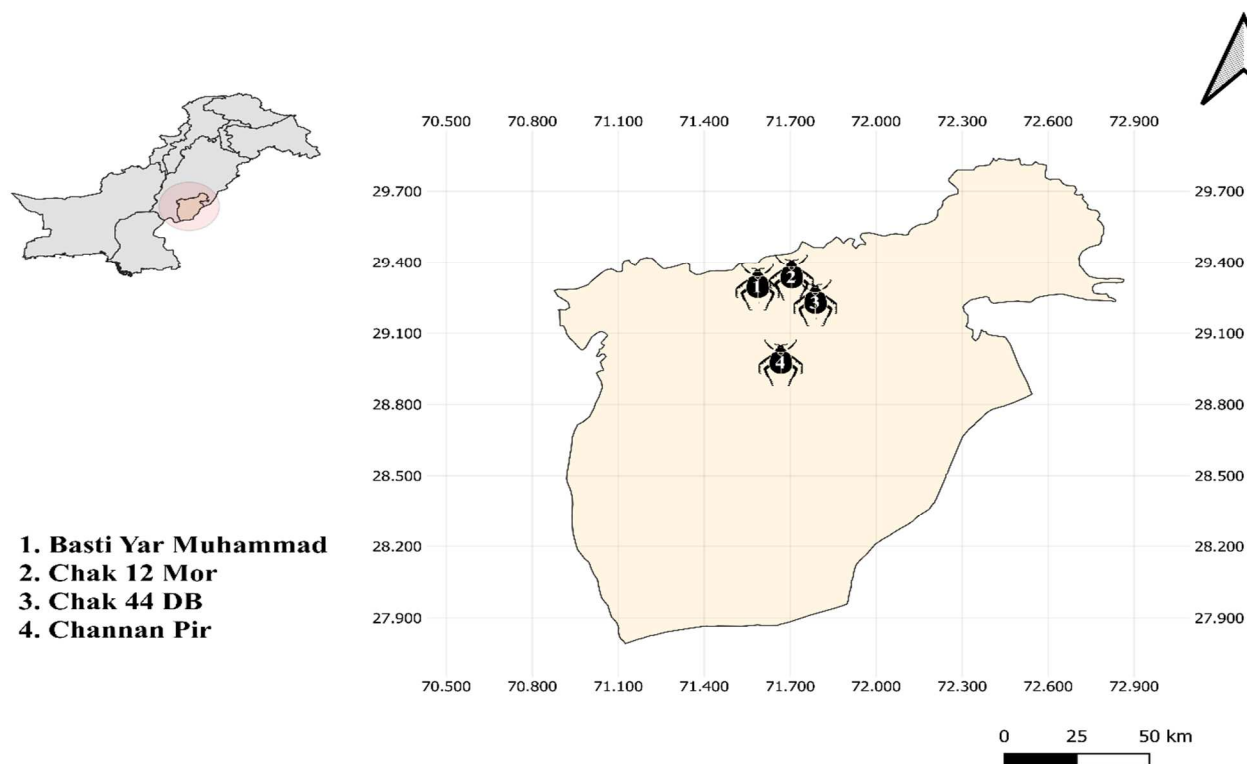 70.500 70.800 71.100 71.400 71.700 72.000 72.300 72.600 72.900
29.700 29.700
29.400 29.400
29.100 29.100
28.800 28.800
28.500 28.500
28.200 28.200
27.900 27.900
1
2
3
4
70.500 70.800 71.100 71.400 71.700 72.000 72.300 72.600 72.900
1. Basti Yar Muhammad
2. Chak 12 Mor
3. Chak 44 DB
4. Channan Pir
0 25 50 km